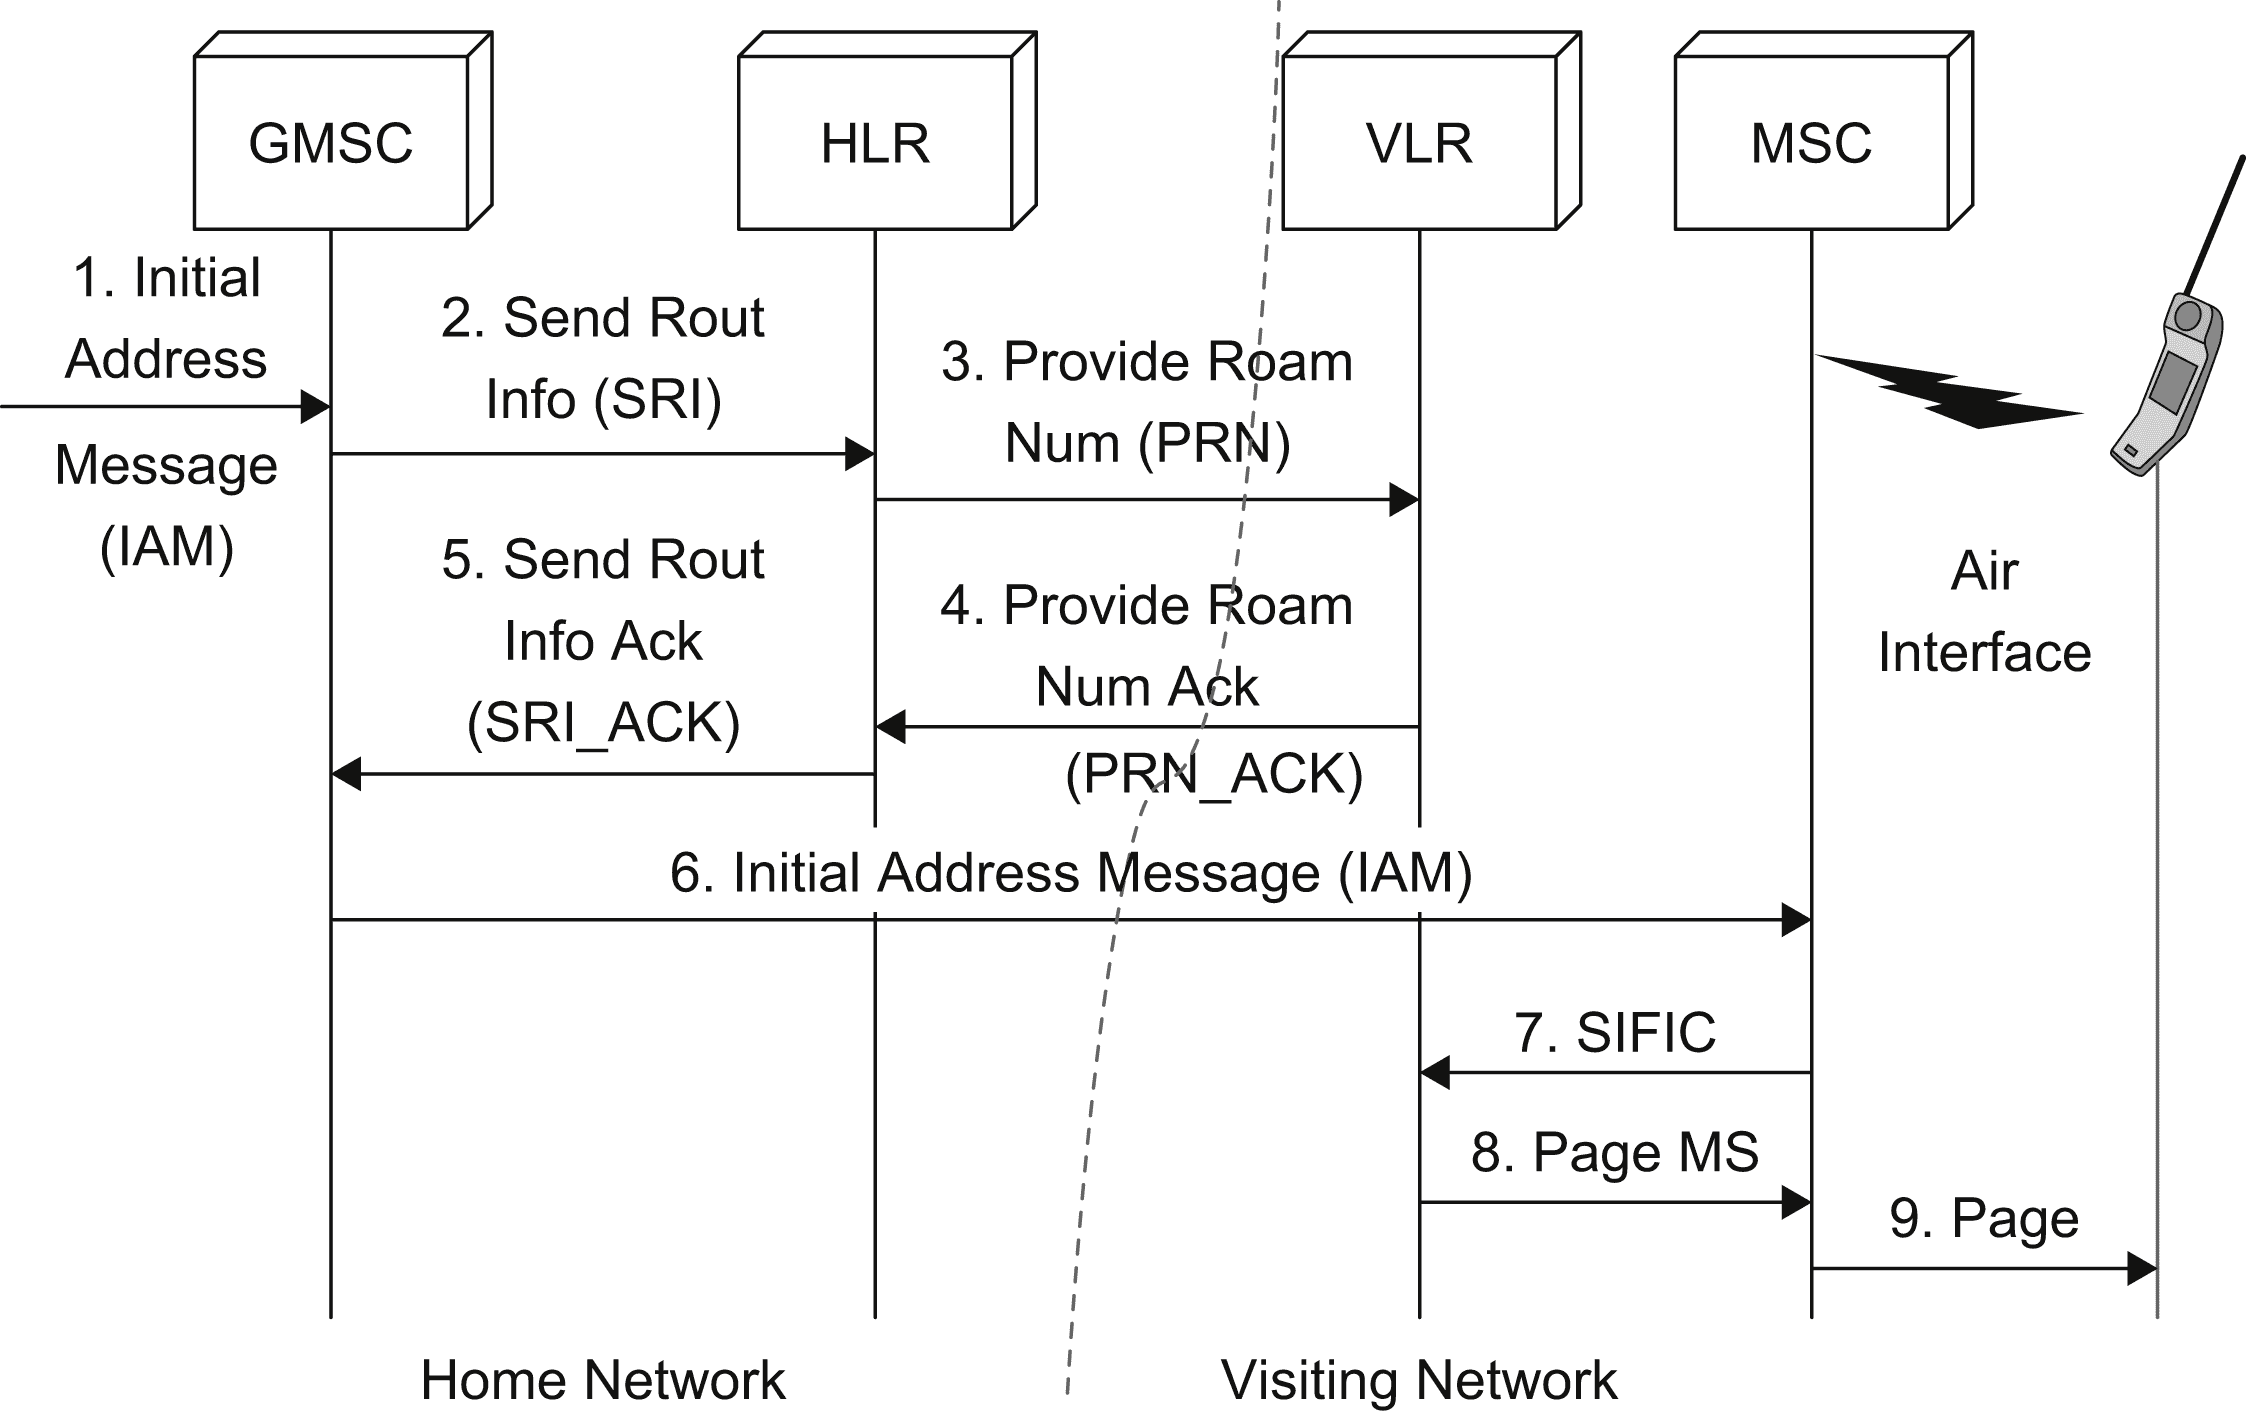 GMSC
HLR
VLR
MSC
1. Initial
Address
Message
(IAM)
2. Send Rout
Info (SRI)
3. Provide Roam
Num (PRN)
5. Send Rout
Info Ack
(SRI_ACK)
4. Provide Roam
Num Ack
(PRN_ACK)
Air
Interface
6. Initial Address Message (IAM)
7. SIFIC
8. Page MS
9. Page
Home Network
Visiting Network